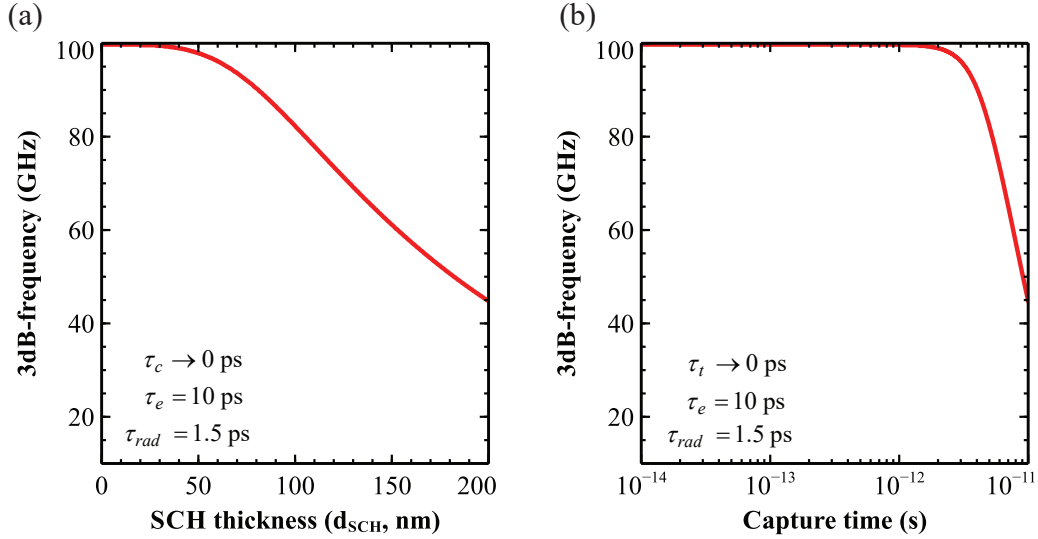 (a)
100
80
60
40
20
3dB-frequency (GHz)
τc → 0 ps
τe = 10 ps
τrad = 1.5 ps
0 50 100 150 200
SCH thickness (dSCH, nm)
(b)
100
80
60
40
20
3dB-frequency (GHz)
τt → 0 ps
τe = 10 ps
τrad = 1.5 ps
10−14 10−13 10−12 10−11
Capture time (s)